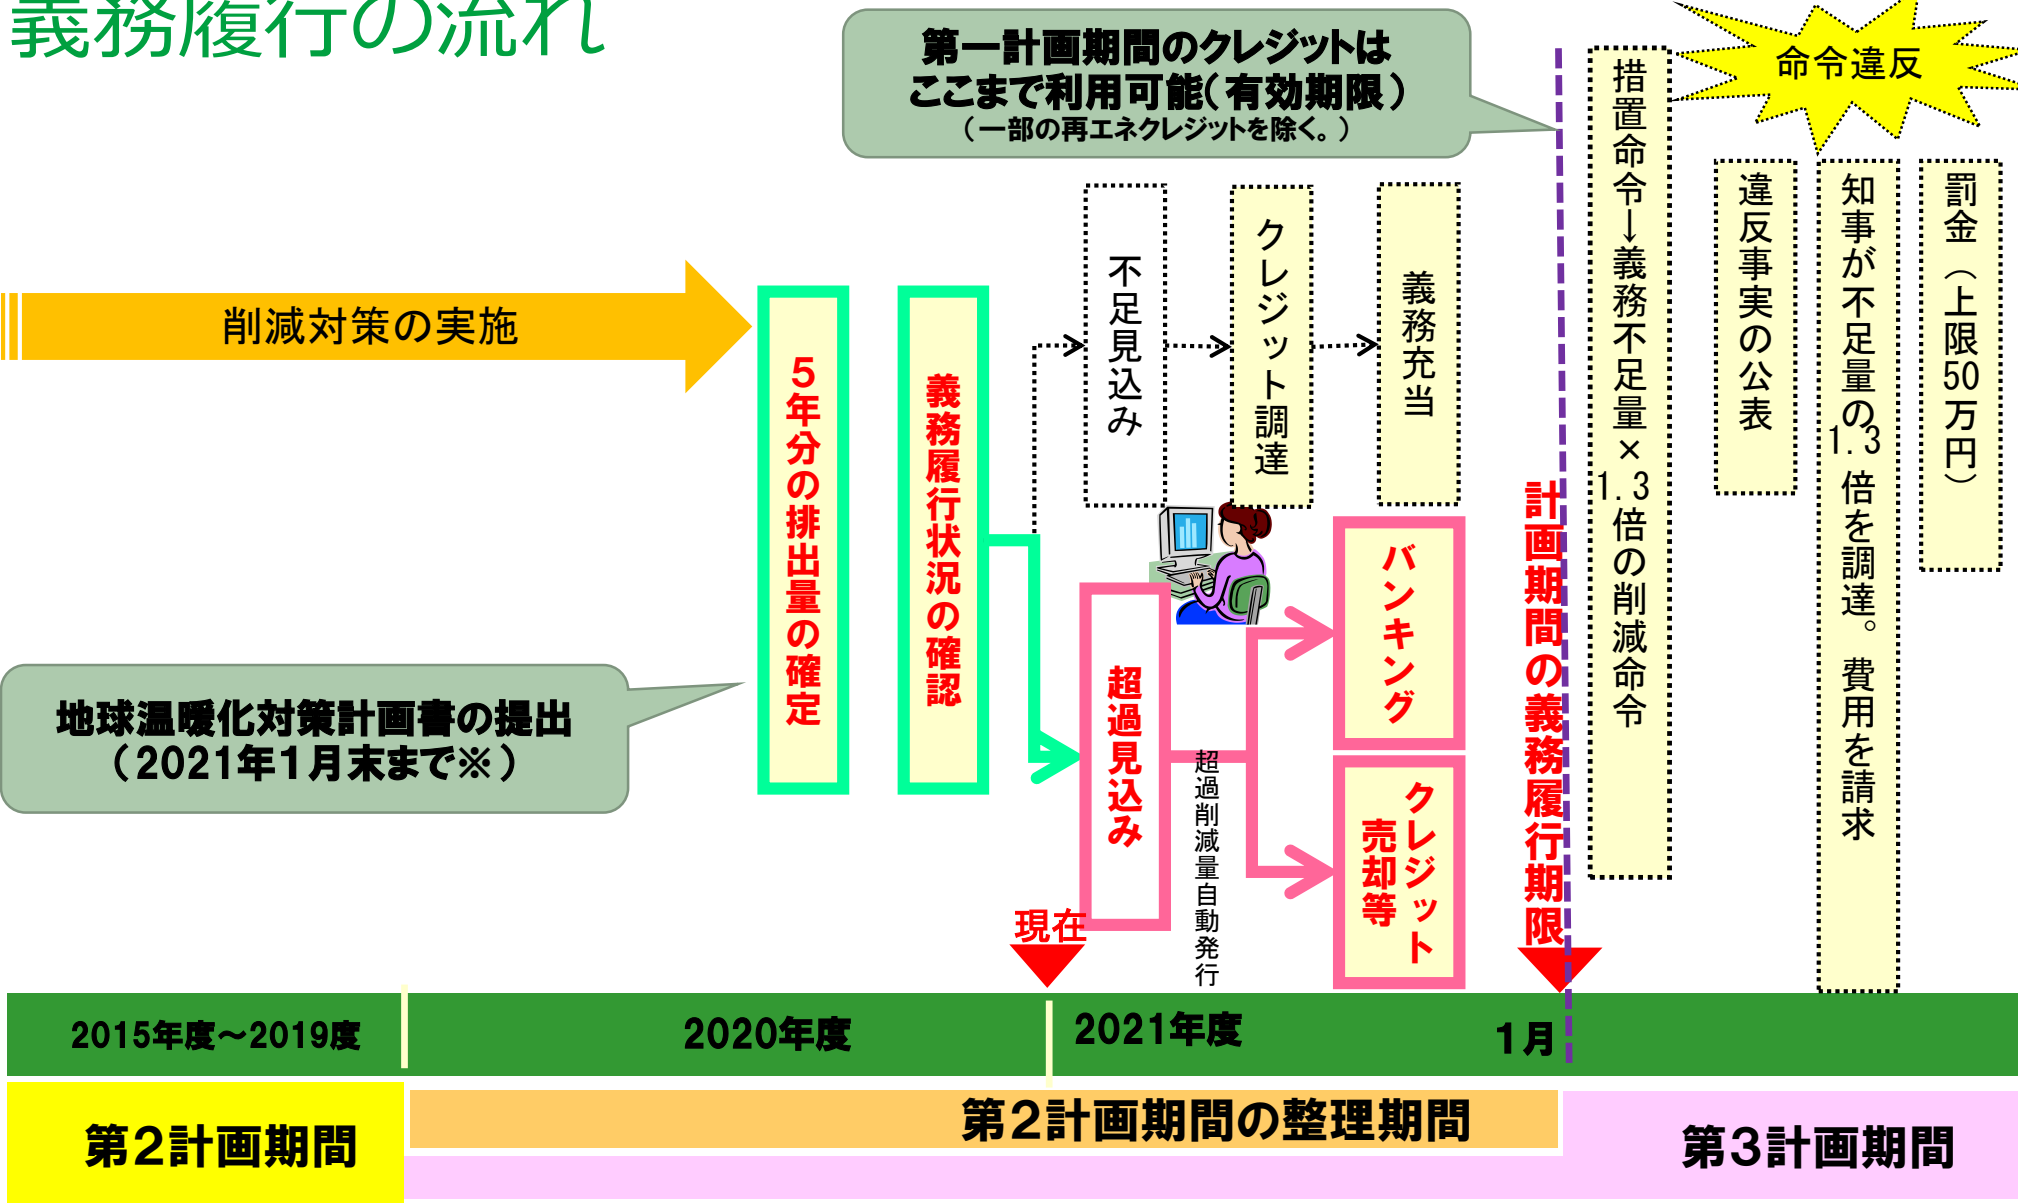 義務履行の流れ
第一計画期間のクレジットは
ここまで利用可能（有効期限）
（一部の再エネクレジットを除く。）
命令違反
削減対策の実施
地球温暖化対策計画書の提出
（2021年1月末まで※）
５年分の排出量の確定
義務履行状況の確認
不足見込み
クレジット調達
義務充当
超過見込み
超過削減量自動発行
バンキング
クレジット
売却等
計画期間の義務履行期限
措置命令→義務不足量×1.3倍の削減命令
違反事実の公表
知事が不足量の1.3倍を調達。費用を請求
罰金（上限50万円）
現在
2015年度～2019度
2020年度
2021年度
1月
第2計画期間
第2計画期間の整理期間
第3計画期間